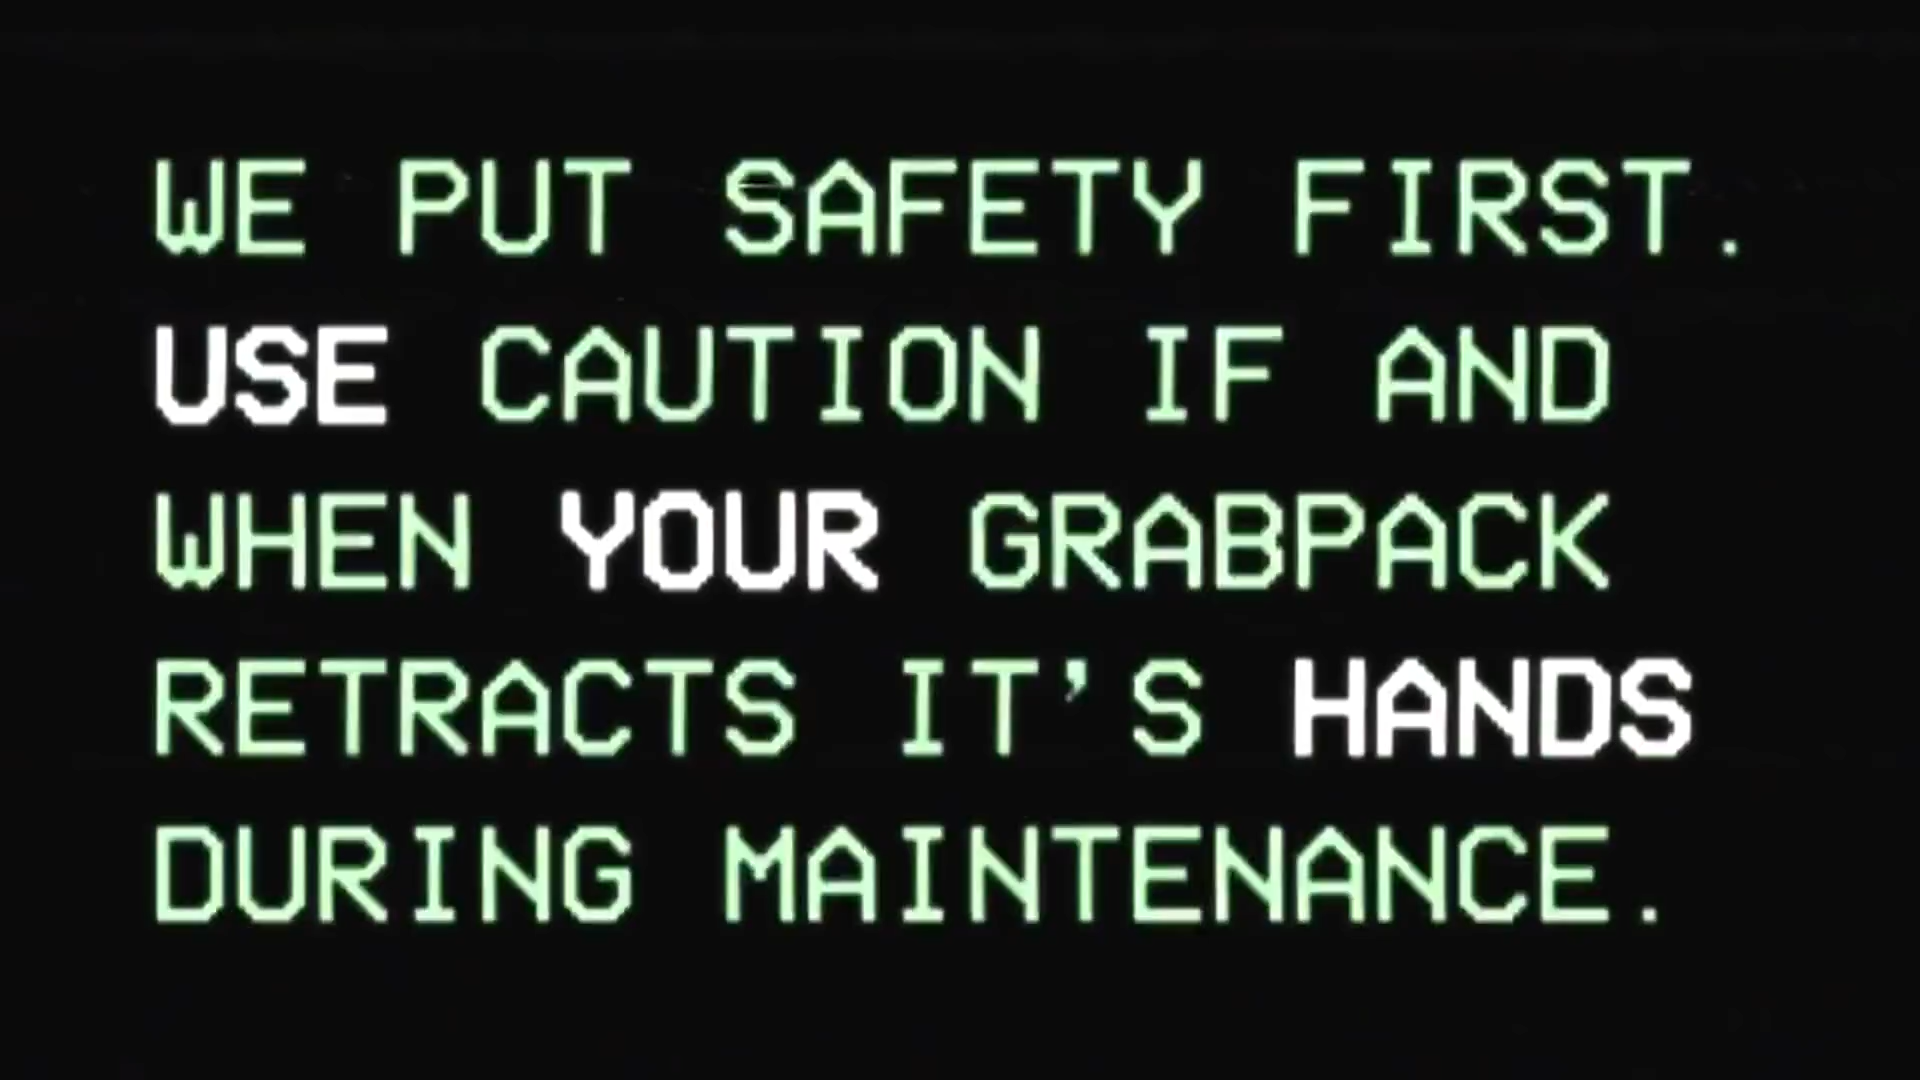 WE PUT SAFETY FIRST.
USE CAUTION IF AND
WHEN YOUR GRABPACK
RETRACTS IT'S HANDS
DURING MAINTENANCE.